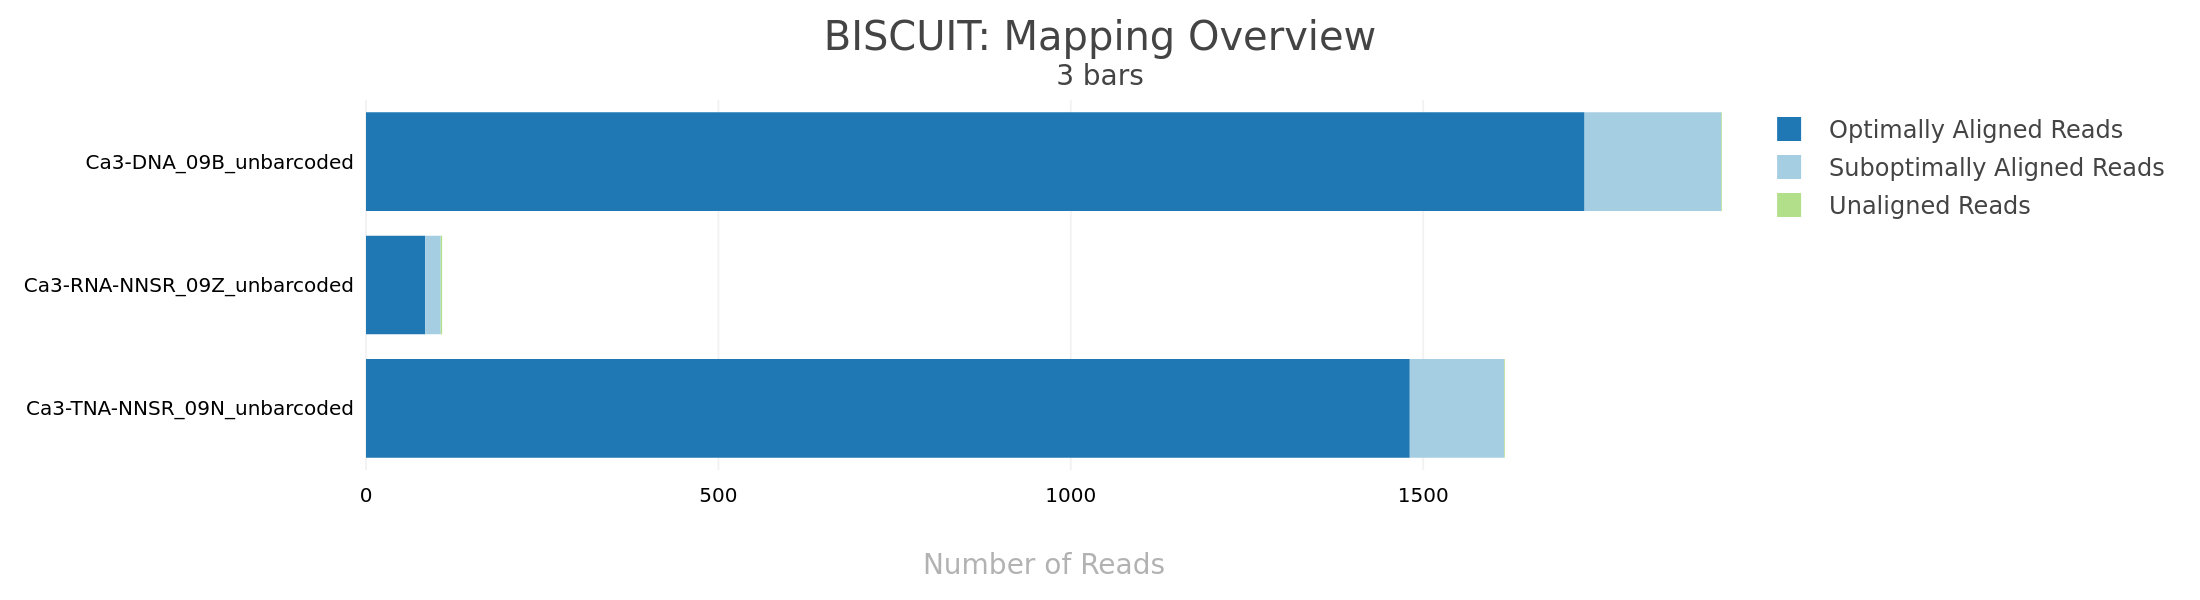 BISCUIT: Mapping Overview
3 bars
Ca3-DNA_09B_unbarcoded
Ca3-RNA-NNSR_09Z_unbarcoded
Ca3-TNA-NNSR_09N_unbarcoded
Optimally Aligned Reads
Suboptimally Aligned Reads
Unaligned Reads
0 500 1000 1500
Number of Reads